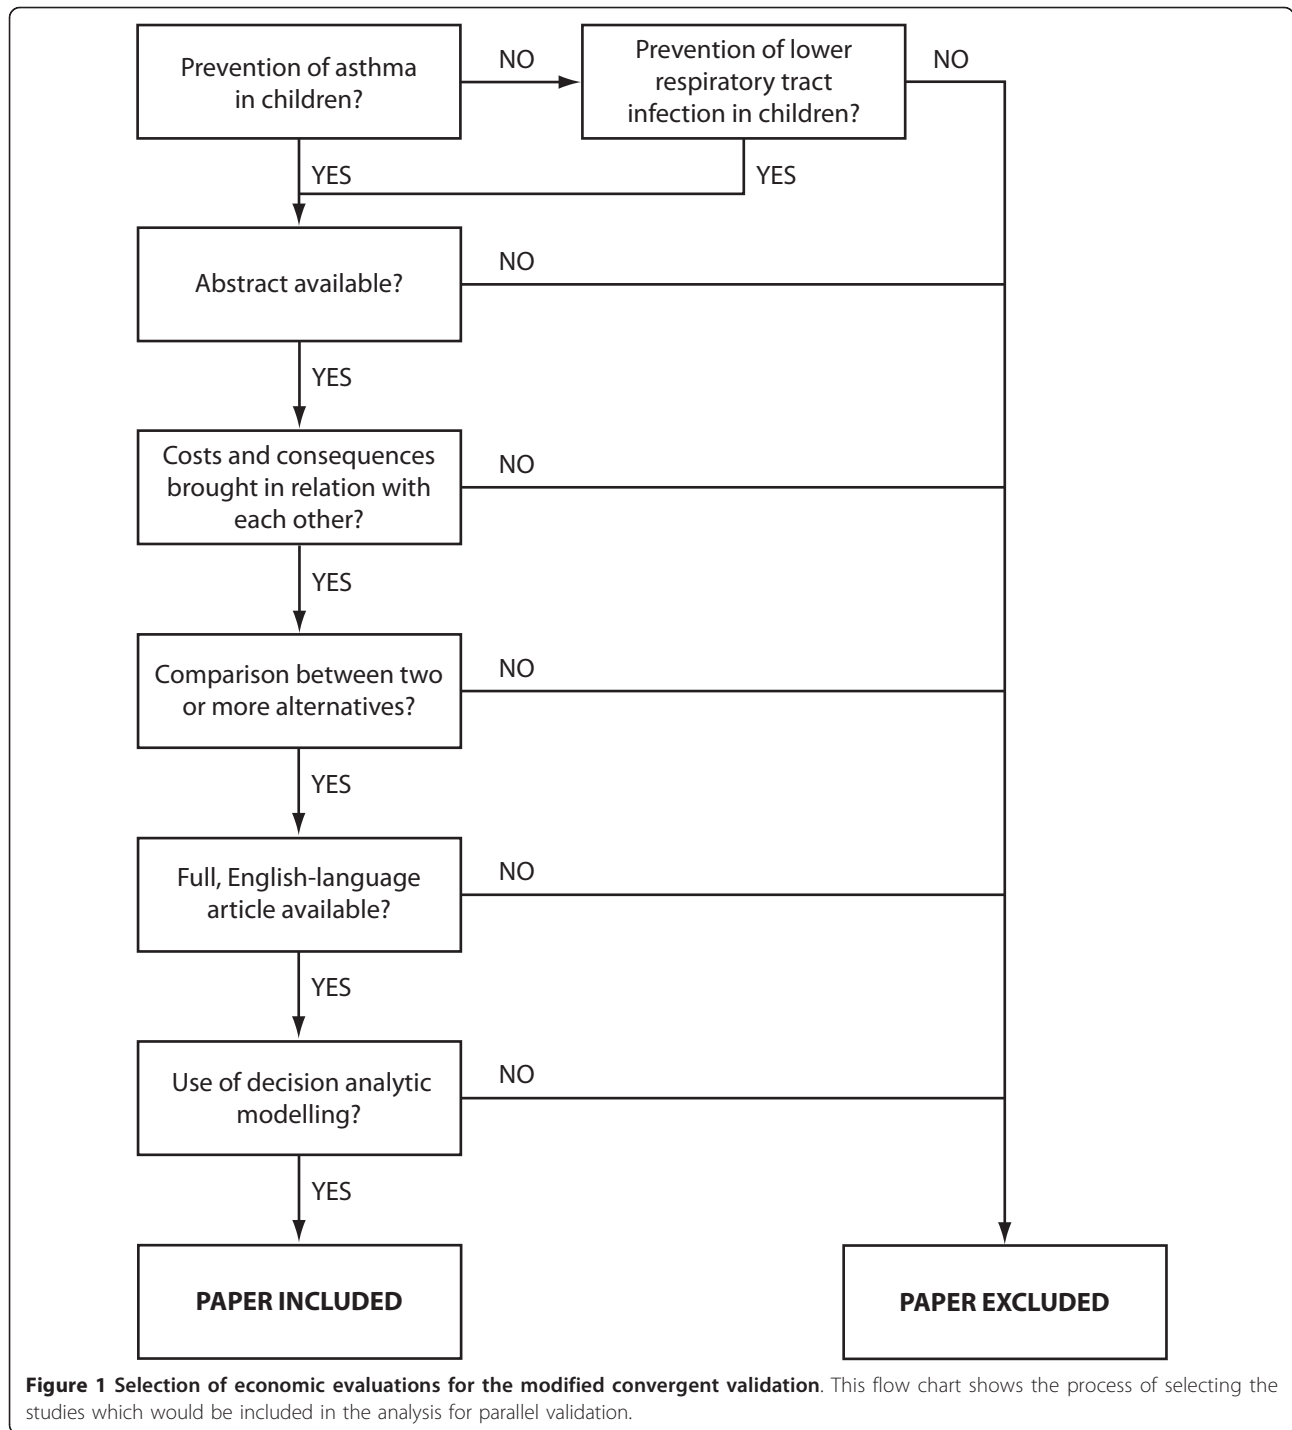 Prevention of asthma
in children?
NO
Prevention of lower
respiratory tract
infection in children?
NO
YES
YES
Abstract available?
NO
YES
Costs and consequences
brought in relation with
each other?
NO
YES
Comparison between two
or more alternatives?
NO
YES
Full, English-language
article available?
NO
YES
Use of decision analytic
modelling?
NO
YES
PAPER INCLUDED
PAPER EXCLUDED
Figure 1 Selection of economic evaluations for the modified convergent validation. This flow chart shows the process of selecting the
studies which would be included in the analysis for parallel validation.